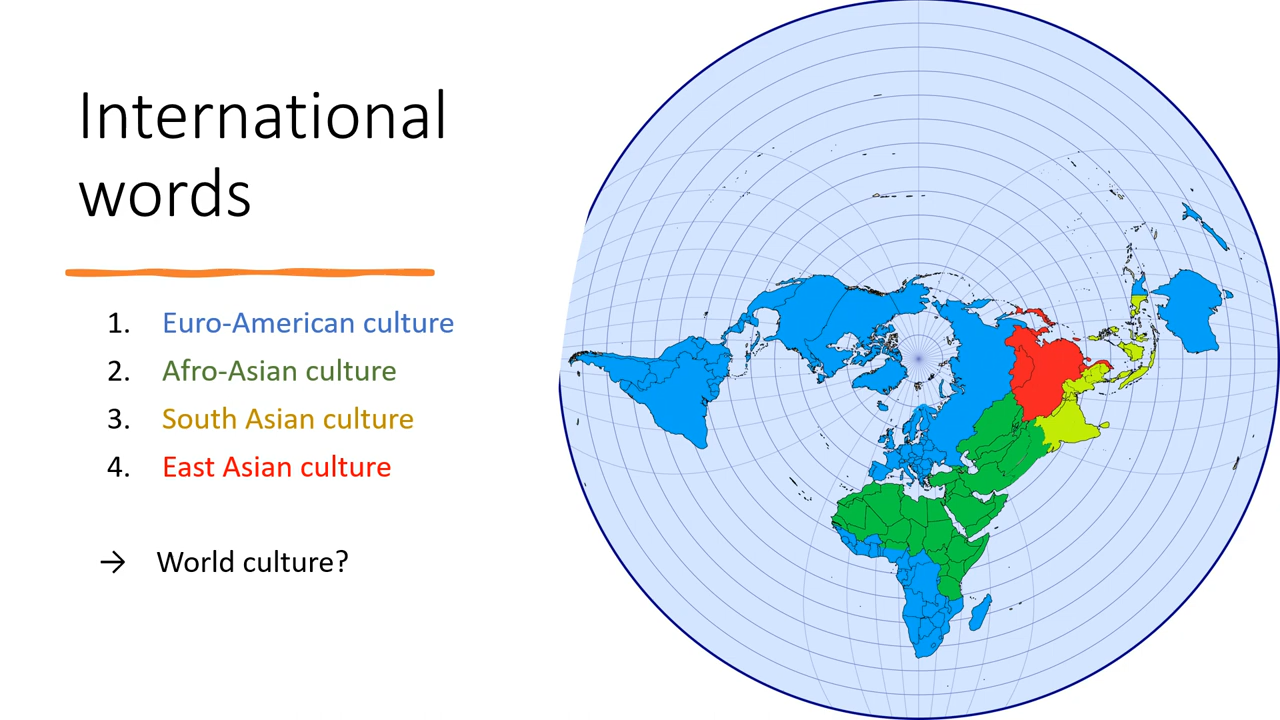 International
words
1. Euro-American culture
2. Afro-Asian culture
3. South Asian culture
4. East Asian culture
→ World culture?